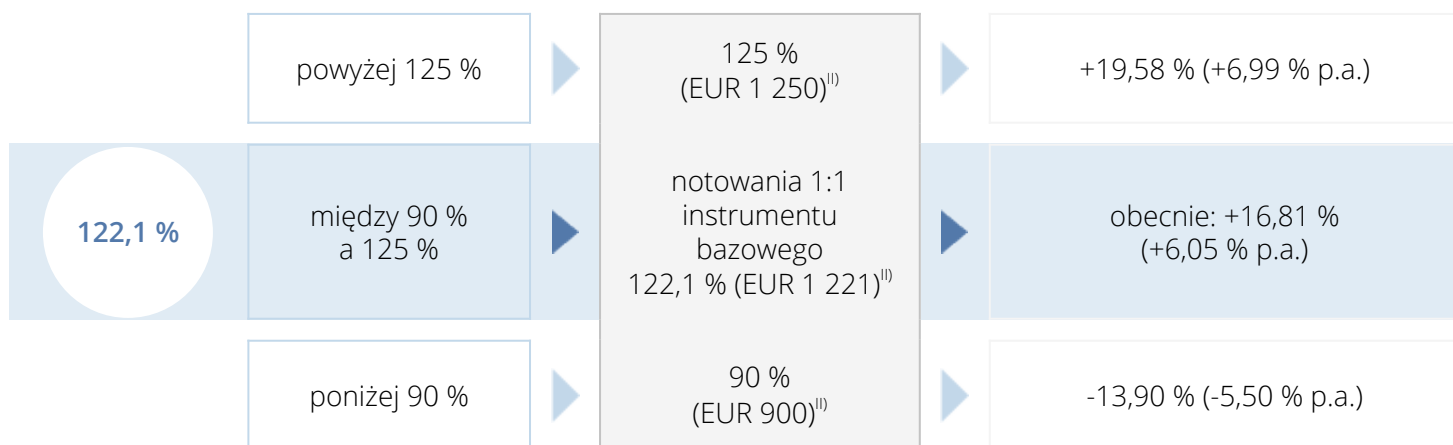 powyżej 125 %
125 %
(EUR 1 250)II)
+19,58 % (+6,99 % p.a.)
122,1 %
między 90 %
a 125 %
notowania 1:1
instrumentu
bazowego
122,1 % (EUR 1 221)II)
obecnie: +16,81 %
(+6,05 % p.a.)
poniżej 90 %
90 %
(EUR 900)II)
-13,90 % (-5,50 % p.a.)